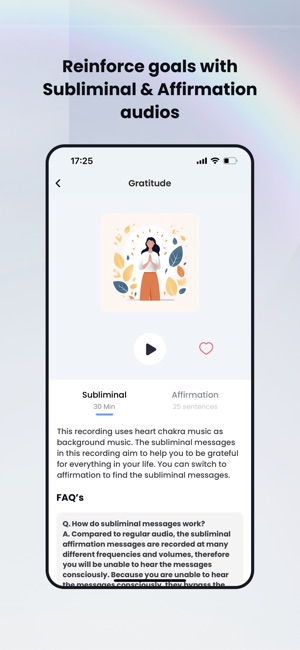 Reinforce goals with
Subliminal & Affirmation
audios
17:25
Gratitude
Subliminal
Affirmation
30 Min
25 sentences
This recording uses heart chakra music as
background music. The subliminal messages
in this recording aim to help you to be grateful
for everything in your life. You can switch to
affirmation to find the subliminal messages.
FAQ's
Q. How do subliminal messages work?
A. Compared to regular audio, the subliminal
affirmation messages are recorded at many
different frequencies and volumes, therefore
you will be unable to hear the messages
consciously. Because you are unable to hear
the messages consciously, they bypass the